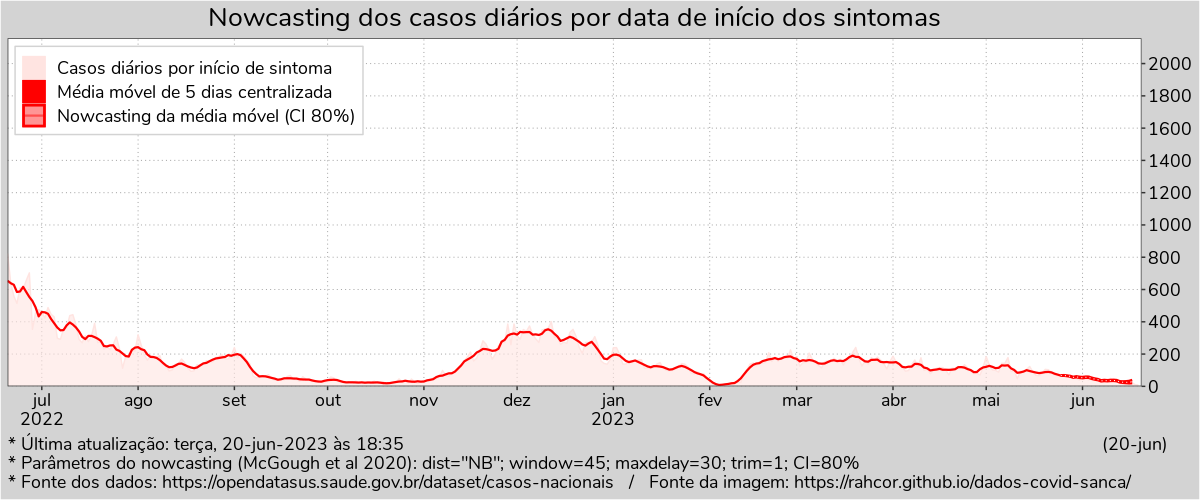 Nowcasting dos casos diários por data de início dos sintomas
Casos diários por início de sintoma
Média móvel de 5 dias centralizada
Nowcasting da média móvel (CI 80%)
2000
1800
1600
1400
1200
1000
800
600
400
200
0
jul ago set out nov dez jan fev mar abr mai jun
2022 2023
* Última atualização: terça, 20-jun-2023 às 18:35 (20-jun)
* Parâmetros do nowcasting (McGough et al 2020): dist="NB"; window=45; maxdelay=30; trim=1; CI=80%
* Fonte dos dados: https://opendatasus.saude.gov.br/dataset/casos-nacionais / Fonte da imagem: https://rahcor.github.io/dados-covid-sanca/